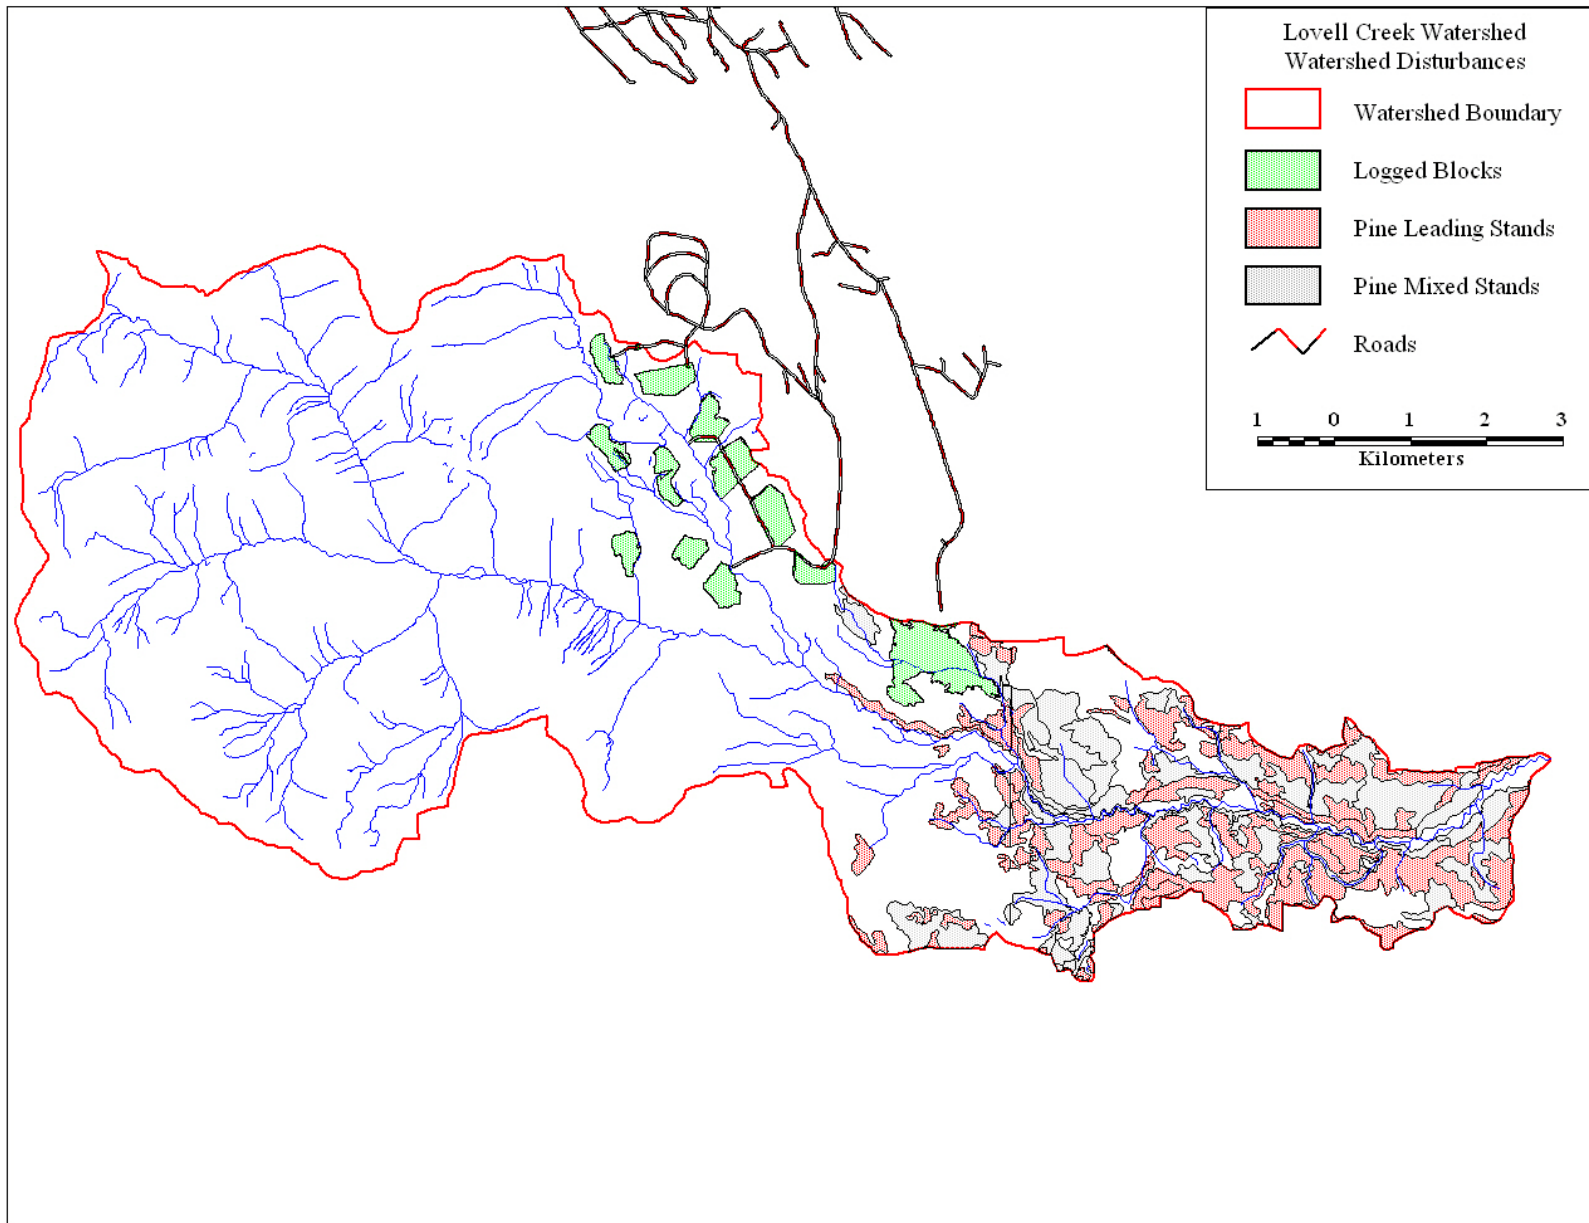 Lovell Creek Watershed
Watershed Disturbances
Watershed Boundary
Logged Blocks
Pine Leading Stands
Pine Mixed Stands
Roads
1 0 1 2 3
Kilometers